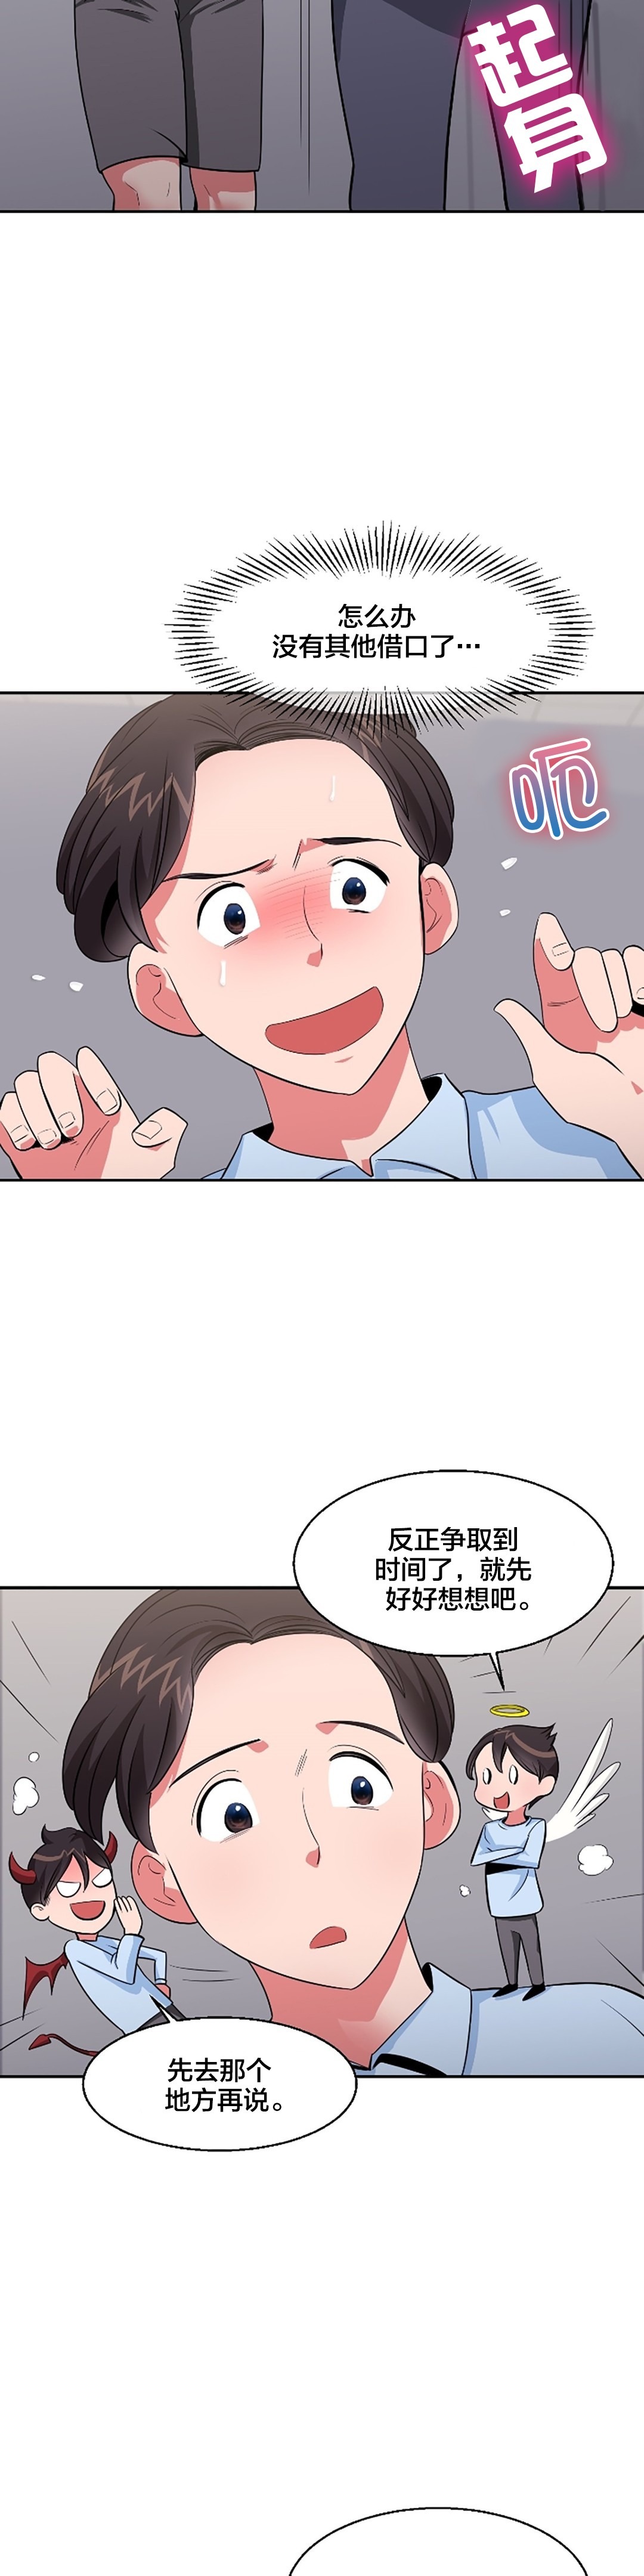 起身
怎么办
没有其他借口了…
呃
反正争取到
时间了，就先
好好想想吧。
先去那个
地方再说。